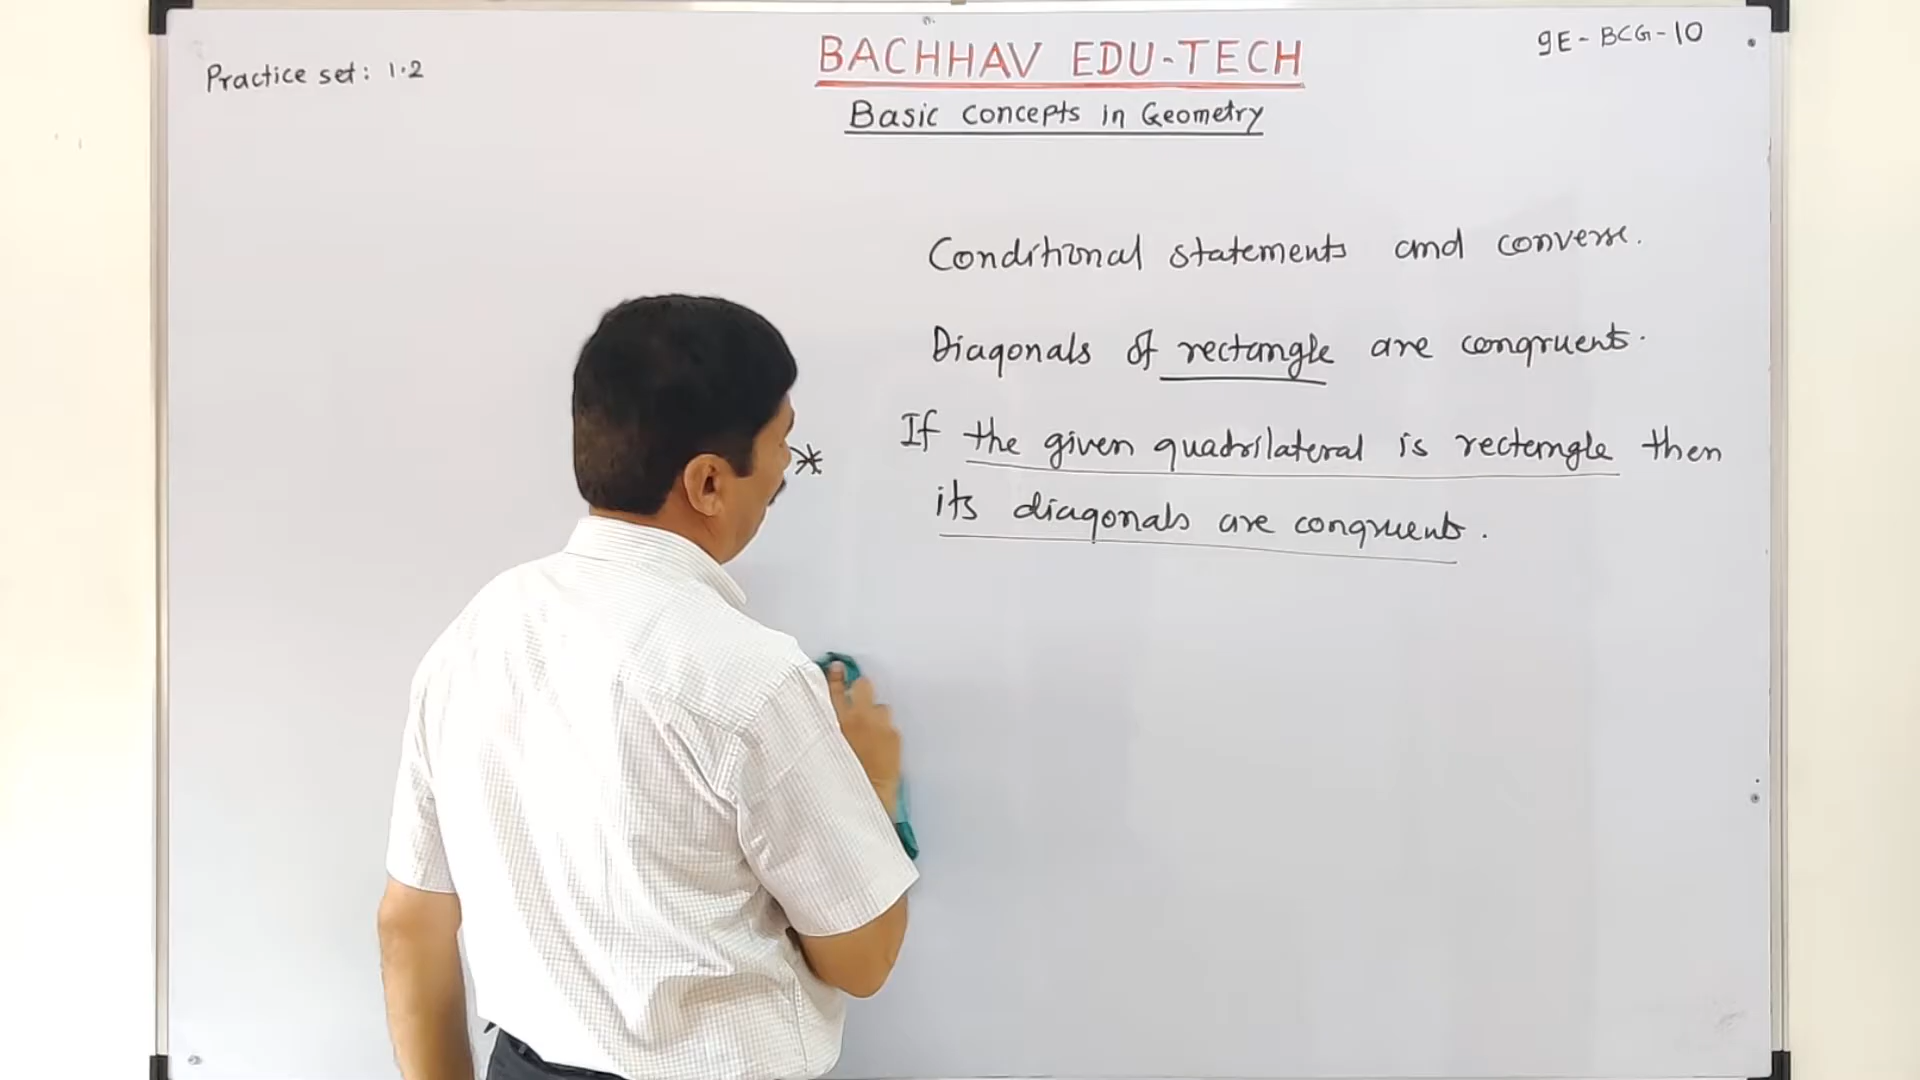 BACHHAV EDU-TECH
9E-BCG-10
Practice set: 1.2
Basic concepts in Geometry
Conditional statements and converse.
Diagonals of rectangle are congruent.
* If the given quadrilateral is rectangle then
its diagonals are congruent.